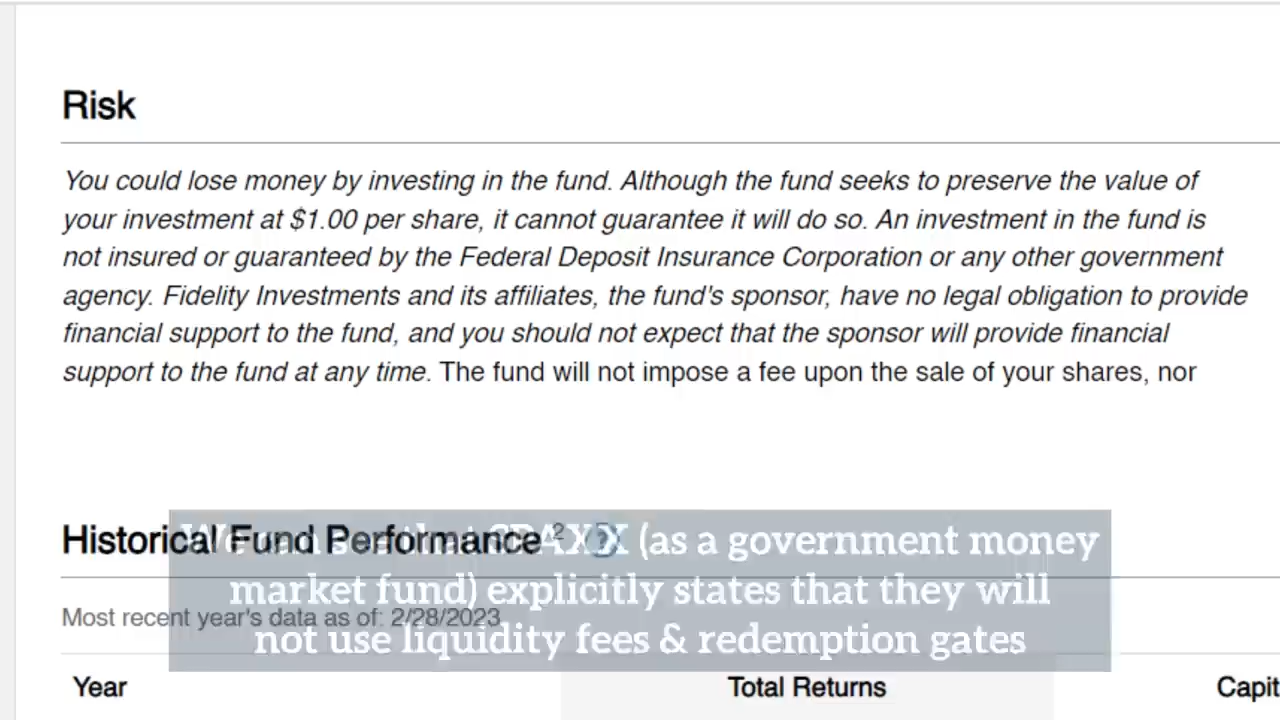 Risk
You could lose money by investing in the fund. Although the fund seeks to preserve the value of
your investment at $1.00 per share, it cannot guarantee it will do so. An investment in the fund is
not insured or guaranteed by the Federal Deposit Insurance Corporation or any other government
agency. Fidelity Investments and its affiliates, the fund's sponsor, have no legal obligation to provide
financial support to the fund, and you should not expect that the sponsor will provide financial
support to the fund at any time. The fund will not impose a fee upon the sale of your shares, nor
Historical Fund Performance 2 ?
We can see that SPAXX (as a government money
market fund) explicitly states that they will
Most recent year's data as of: 2/28/2023
not use liquidity fees & redemption gates
Year Total Returns Capit